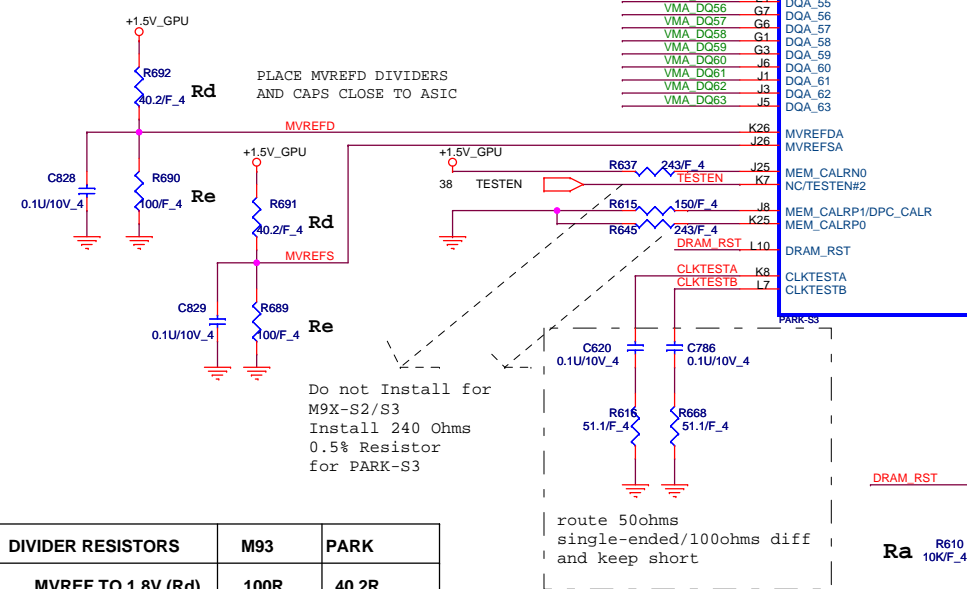 +1.5V_GPU
R692
40.2/F_4
Rd
PLACE MVREFD DIVIDERS
AND CAPS CLOSE TO ASIC
MVREFD
C828
0.1U/10V_4
R690
100/F_4
Re
+1.5V_GPU
R691
40.2/F_4
Rd
MVREFS
C829
0.1U/10V_4
R689
100/F_4
Re
DQA_55
VMA_DQ56 G7 DQA_56
VMA_DQ57 G6 DQA_57
VMA_DQ58 G1 DQA_58
VMA_DQ59 G3 DQA_59
VMA_DQ60 J6 DQA_60
VMA_DQ61 J1 DQA_61
VMA_DQ62 J3 DQA_62
VMA_DQ63 J5 DQA_63
K26 MVREFDA
J26 MVREFSA
+1.5V_GPU
R637 243/F_4 J25 MEM_CALRN0
38 TESTEN TESTEN K7 NC/TESTEN#2
R615 150/F_4 J8 MEM_CALRP1/DPC_CALR
R645 243/F_4 K25 MEM_CALRP0
DRAM_RST L10 DRAM_RST
CLKTESTA K8 CLKTESTA
CLKTESTB L7 CLKTESTB
PARK-S3
C620
0.1U/10V_4
C786
0.1U/10V_4
R616
51.1/F_4
R668
51.1/F_4
Do not Install for
M9X-S2/S3
Install 240 Ohms
0.5% Resistor
for PARK-S3
route 50ohms
single-ended/100ohms diff
and keep short
DRAM_RST
Ra
R610
10K/F_4
DIVIDER RESISTORS M93 PARK
MVREF TO 1.8V (Rd) 100R 40.2R